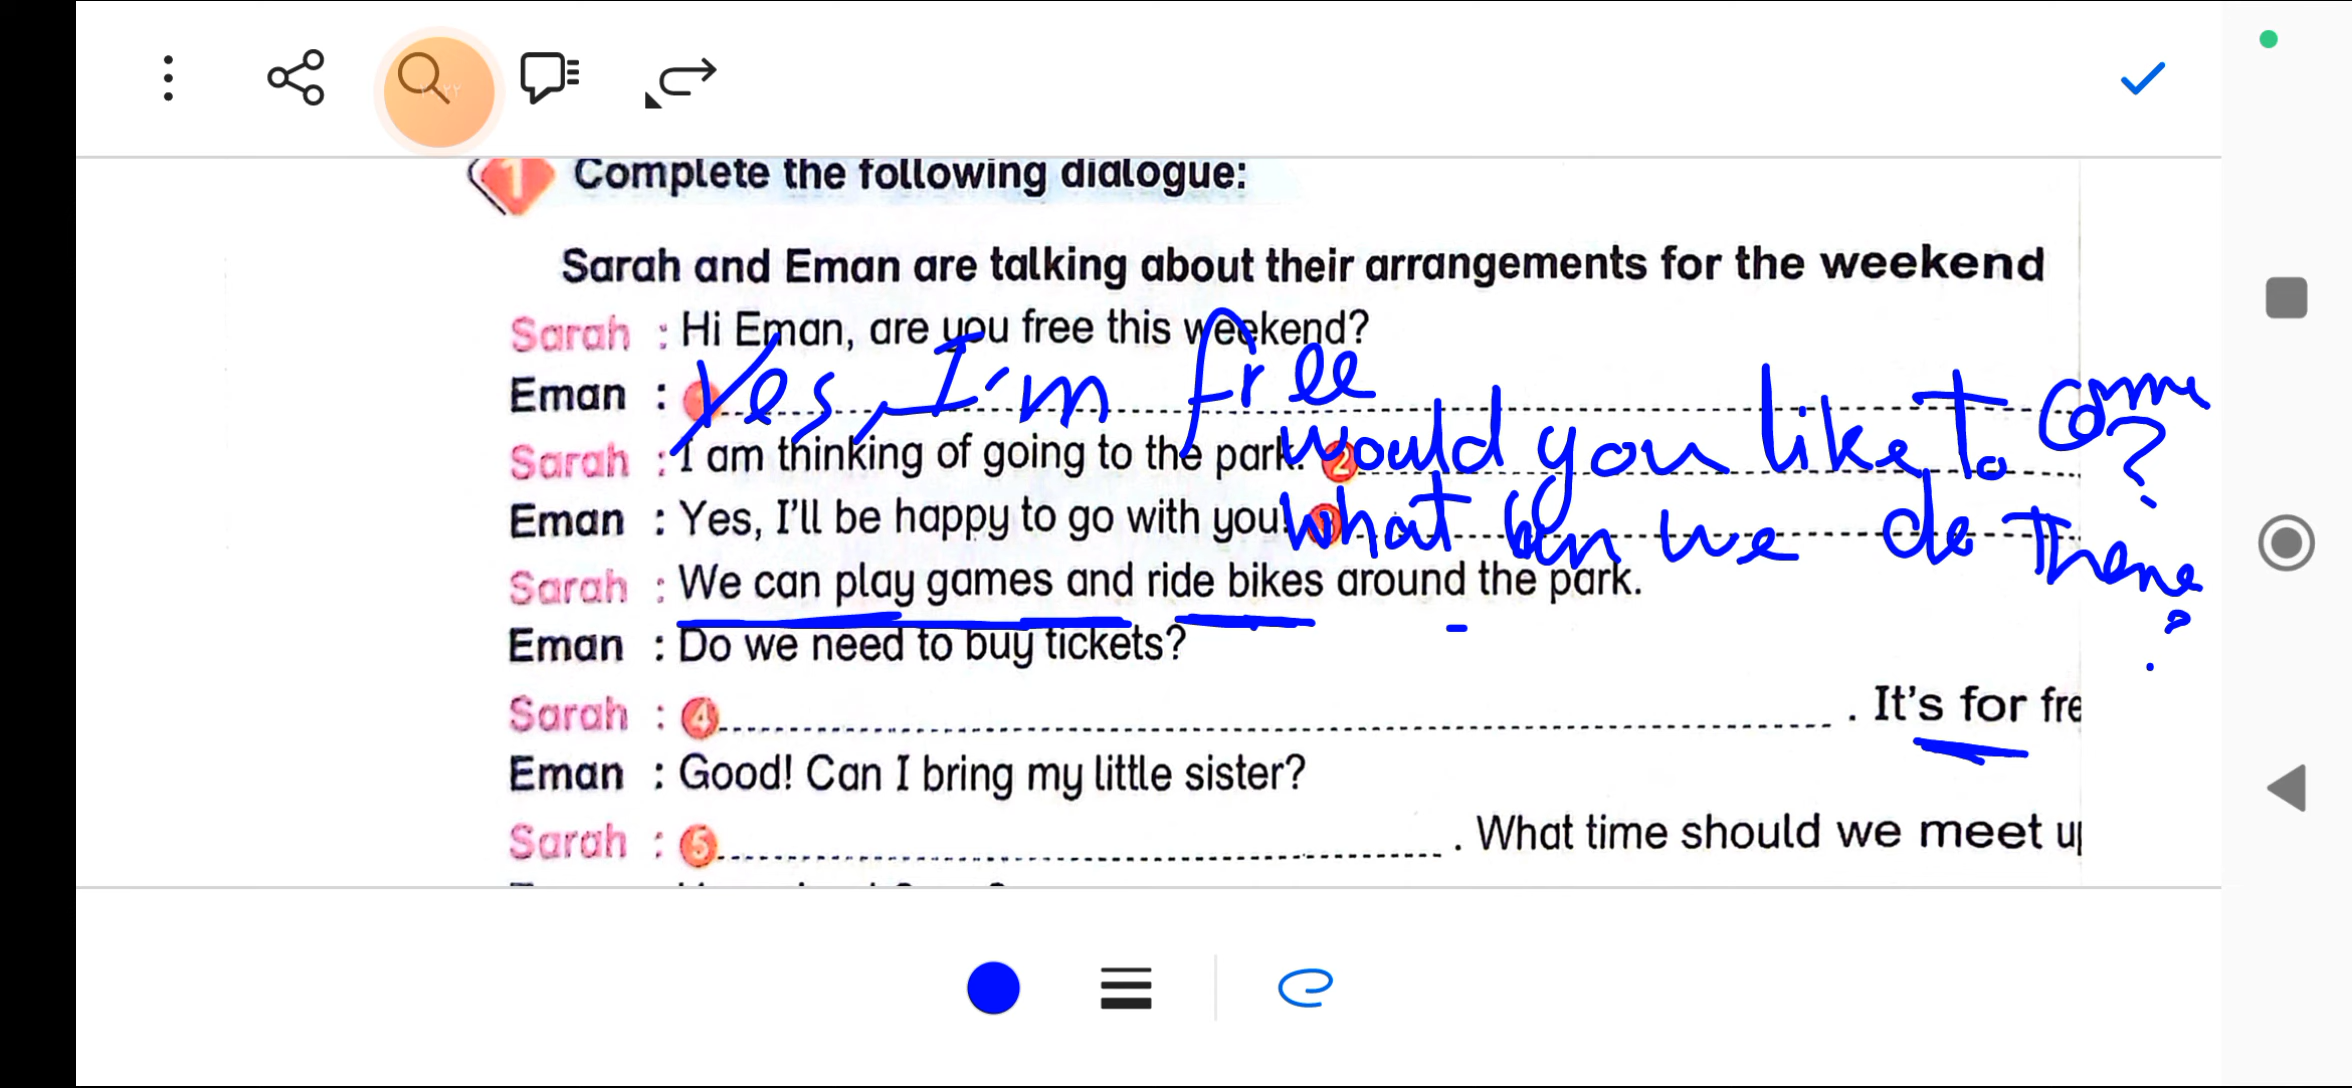 1 Complete the following dialogue:
Sarah and Eman are talking about their arrangements for the weekend
Sarah : Hi Eman, are you free this weekend?
Eman : Yes, I'm free
Sarah : I am thinking of going to the park. 2 would you like to come?
Eman : Yes, I'll be happy to go with you! What can we do there?
Sarah : We can play games and ride bikes around the park.
Eman : Do we need to buy tickets?
Sarah : 4 . It's for fre
Eman : Good! Can I bring my little sister?
Sarah : 5 . What time should we meet up